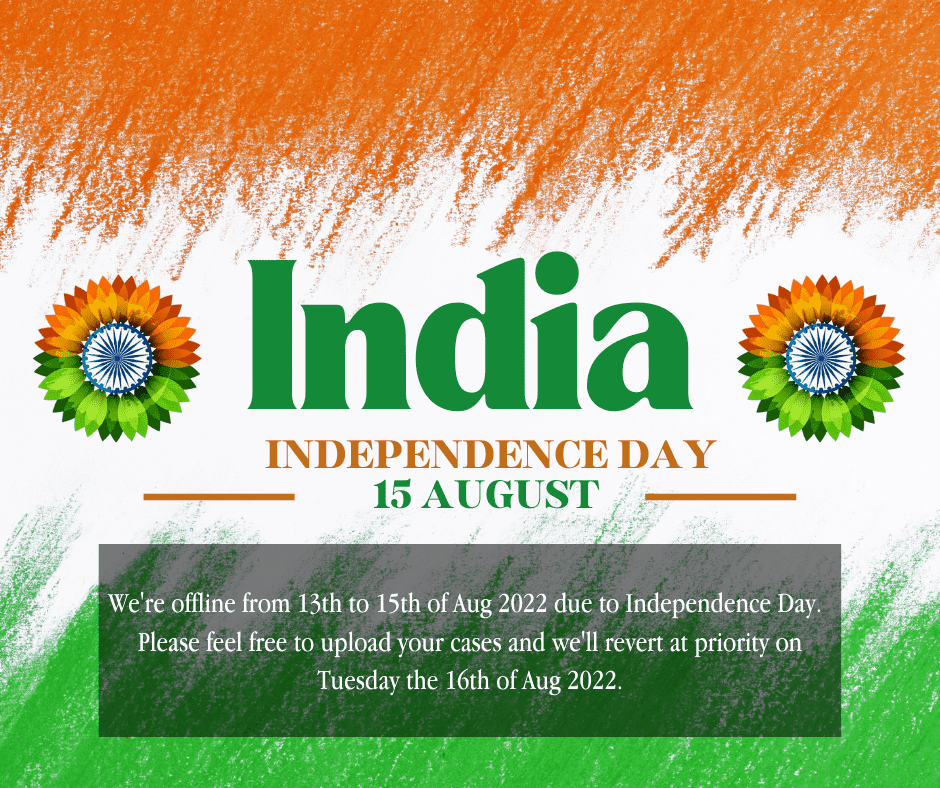 India
INDEPENDENCE DAY
15 AUGUST
We're offline from 13th to 15th of Aug 2022 due to Independence Day.
Please feel free to upload your cases and we'll revert at priority on
Tuesday the 16th of Aug 2022.